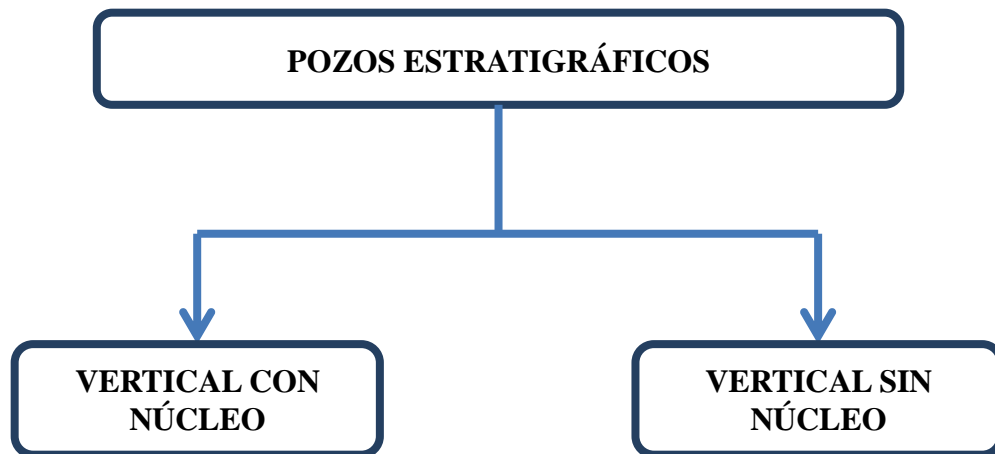 POZOS ESTRATIGRÁFICOS
VERTICAL CON
NÚCLEO
VERTICAL SIN
NÚCLEO